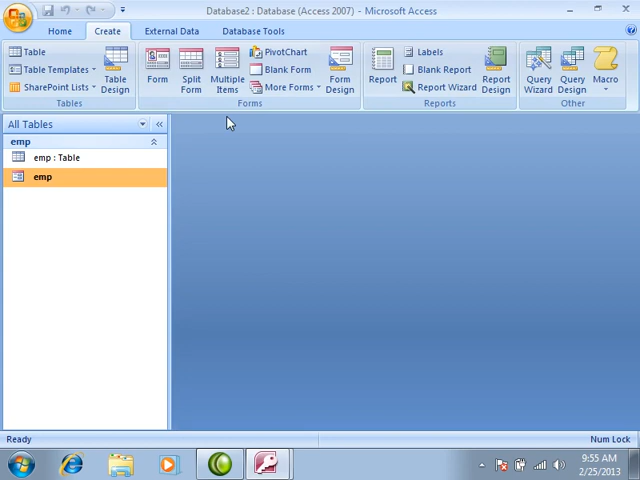 Database2 : Database (Access 2007) - Microsoft Access
Home Create External Data Database Tools
Table
Table Templates
SharePoint Lists
Table Design
Tables
Form
Split Form
Multiple Items
PivotChart
Blank Form
More Forms
Form Design
Forms
Report
Labels
Blank Report
Report Wizard
Report Design
Reports
Query Wizard
Query Design
Macro
Other
All Tables
emp
emp : Table
emp
Ready
Num Lock
9:55 AM
2/25/2013